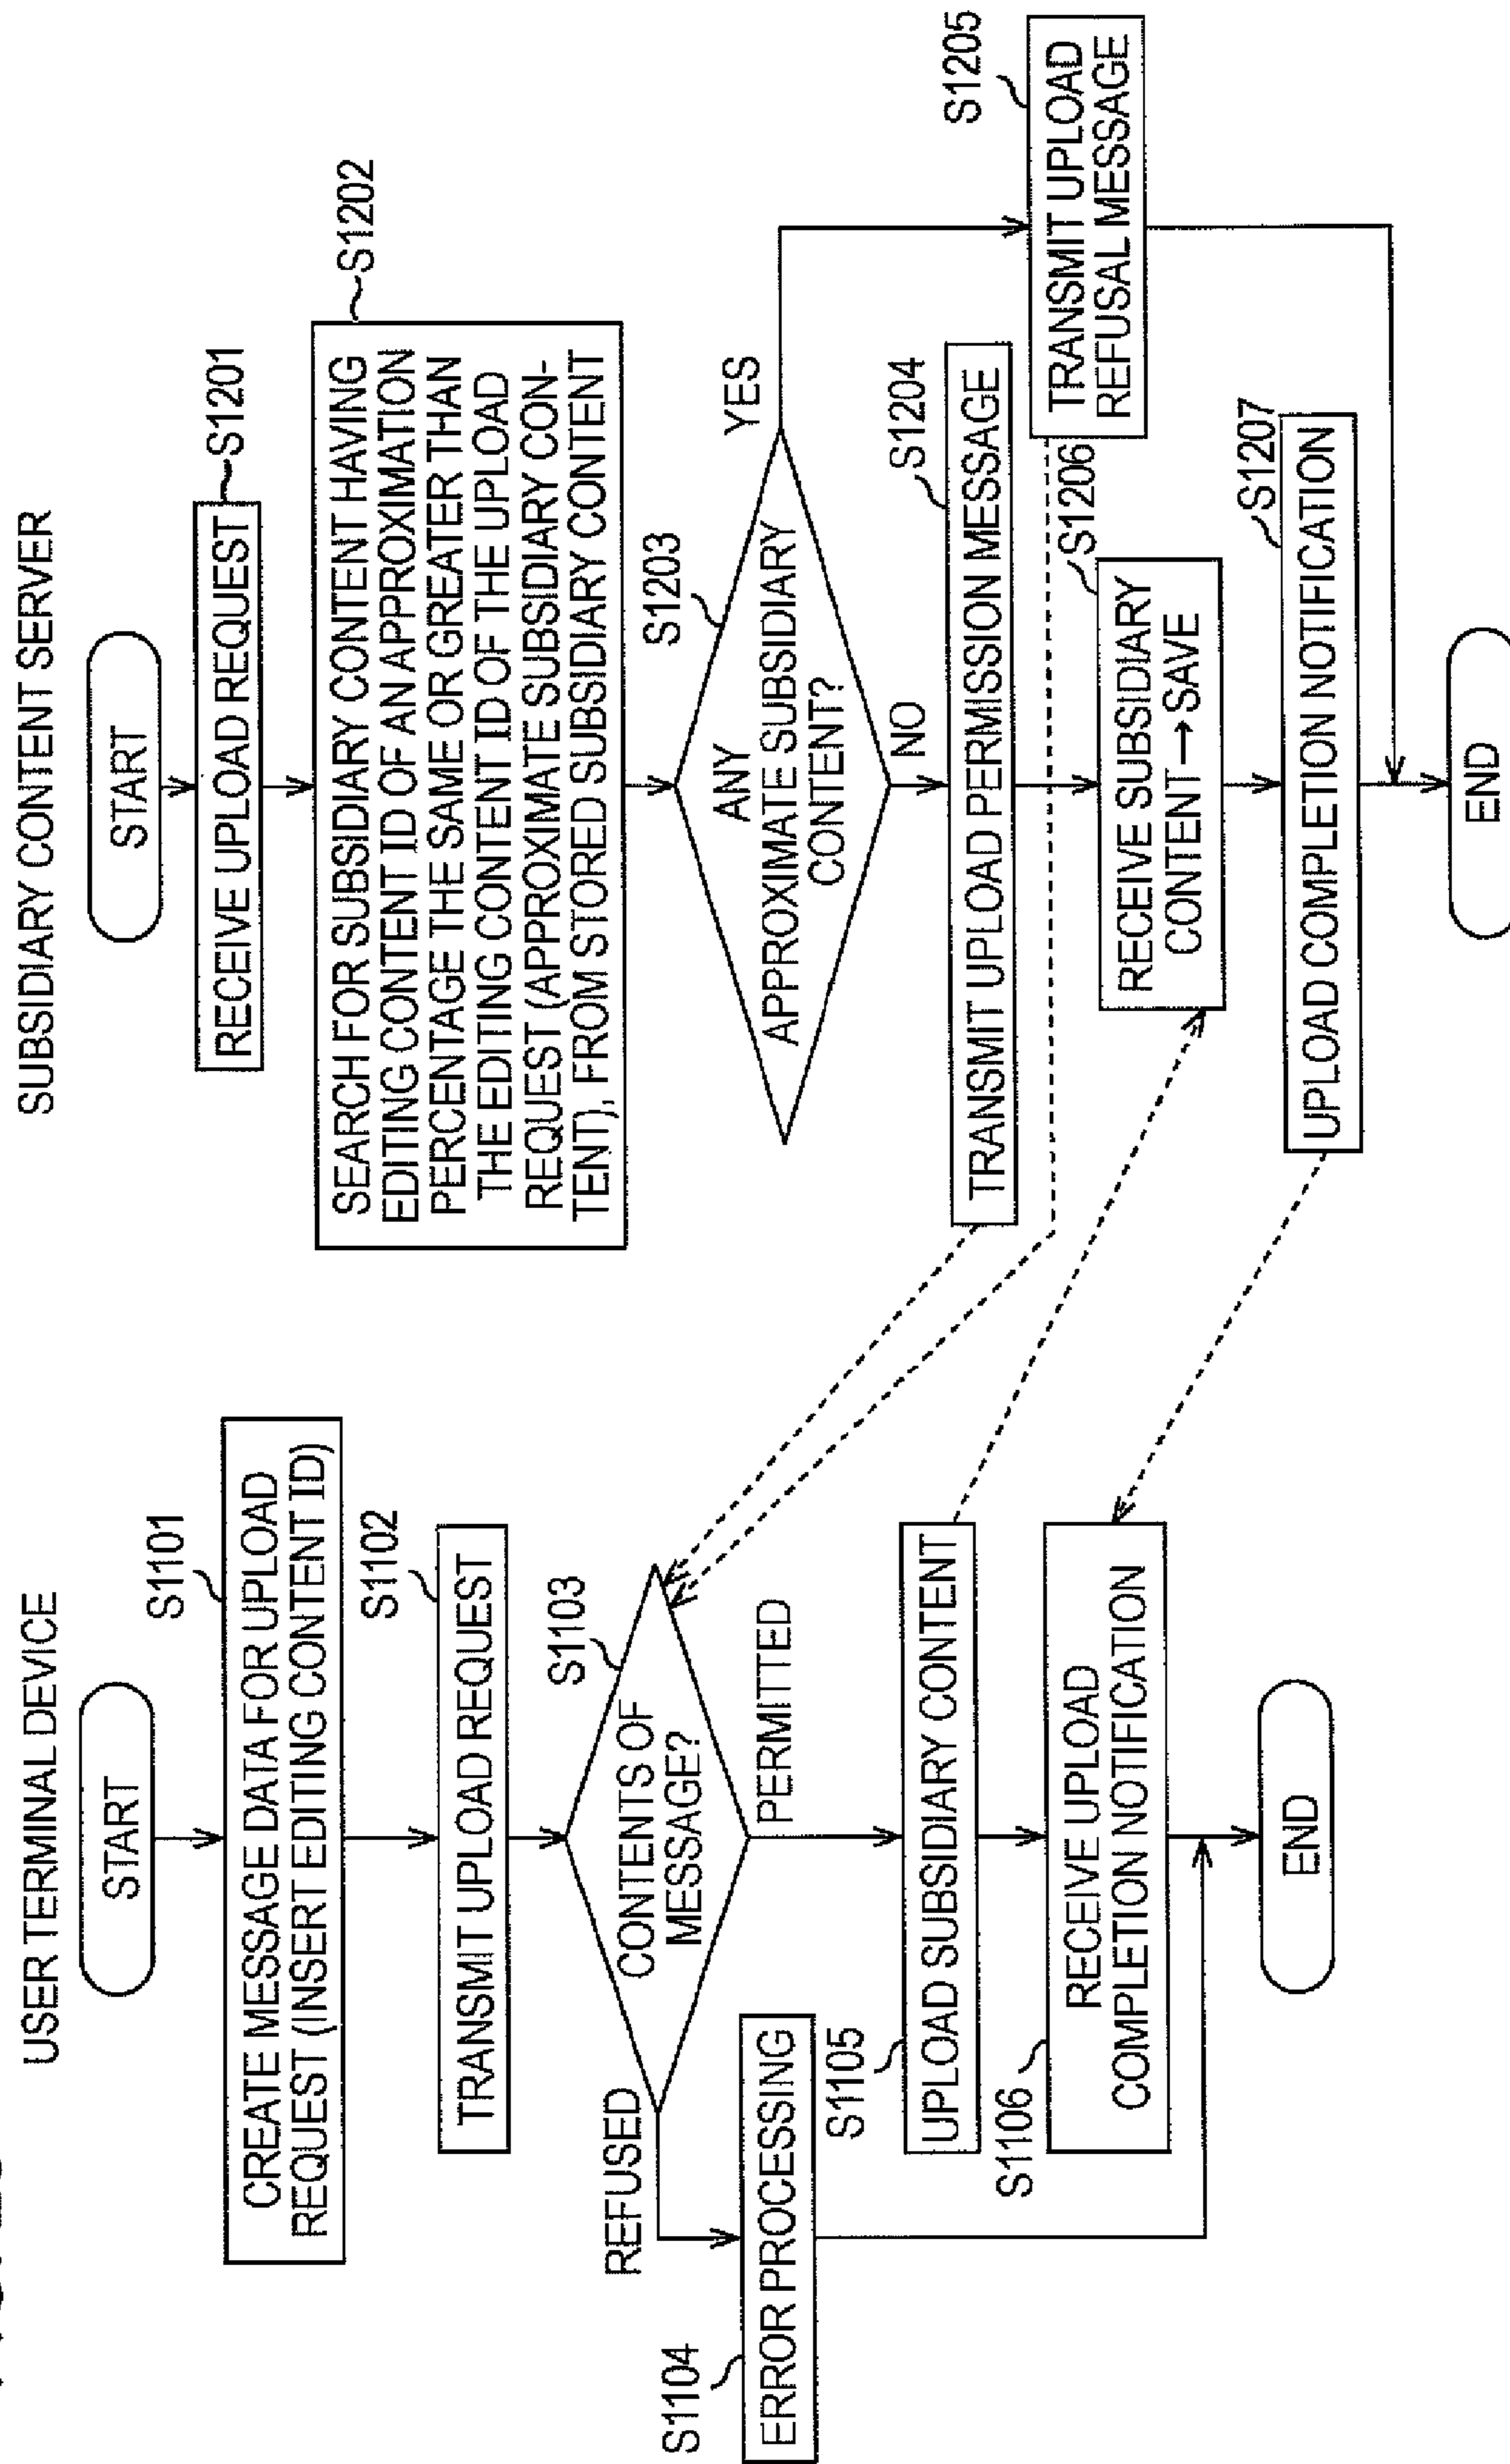 USER TERMINAL DEVICE
START
S1101
CREATE MESSAGE DATA FOR UPLOAD
REQUEST (INSERT EDITING CONTENT ID)
S1102
TRANSMIT UPLOAD REQUEST
S1103
CONTENTS OF
MESSAGE?
REFUSED
PERMITTED
S1104
ERROR PROCESSING
S1105
UPLOAD SUBSIDIARY CONTENT
S1106
RECEIVE UPLOAD
COMPLETION NOTIFICATION
END
SUBSIDIARY CONTENT SERVER
START
S1201
RECEIVE UPLOAD REQUEST
S1202
SEARCH FOR SUBSIDIARY CONTENT HAVING
EDITING CONTENT ID OF AN APPROXIMATION
PERCENTAGE THE SAME OR GREATER THAN
THE EDITING CONTENT ID OF THE UPLOAD
REQUEST (APPROXIMATE SUBSIDIARY CON-
TENT), FROM STORED SUBSIDIARY CONTENT
S1203
ANY
APPROXIMATE SUBSIDIARY
CONTENT?
YES
NO
S1204
TRANSMIT UPLOAD PERMISSION MESSAGE
S1205
TRANSMIT UPLOAD
REFUSAL MESSAGE
S1206
RECEIVE SUBSIDIARY
CONTENT→SAVE
S1207
UPLOAD COMPLETION NOTIFICATION
END